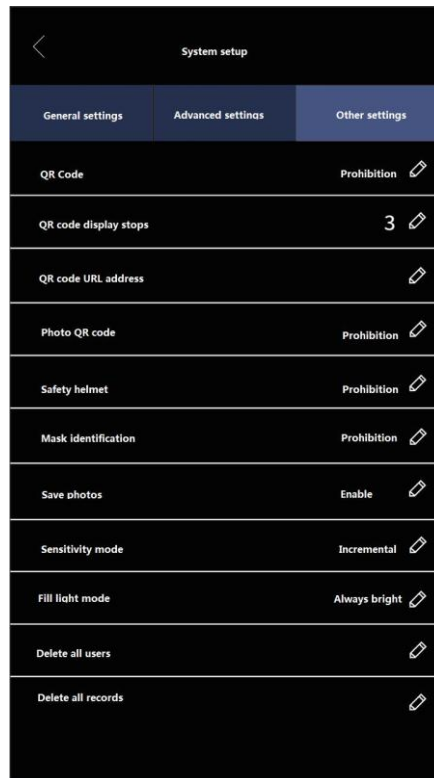 System setup
General settings Advanced settings Other settings
QR Code Prohibition
QR code display stops 3
QR code URL address
Photo QR code Prohibition
Safety helmet Prohibition
Mask identification Prohibition
Save photos Enable
Sensitivity mode Incremental
Fill light mode Always bright
Delete all users
Delete all records